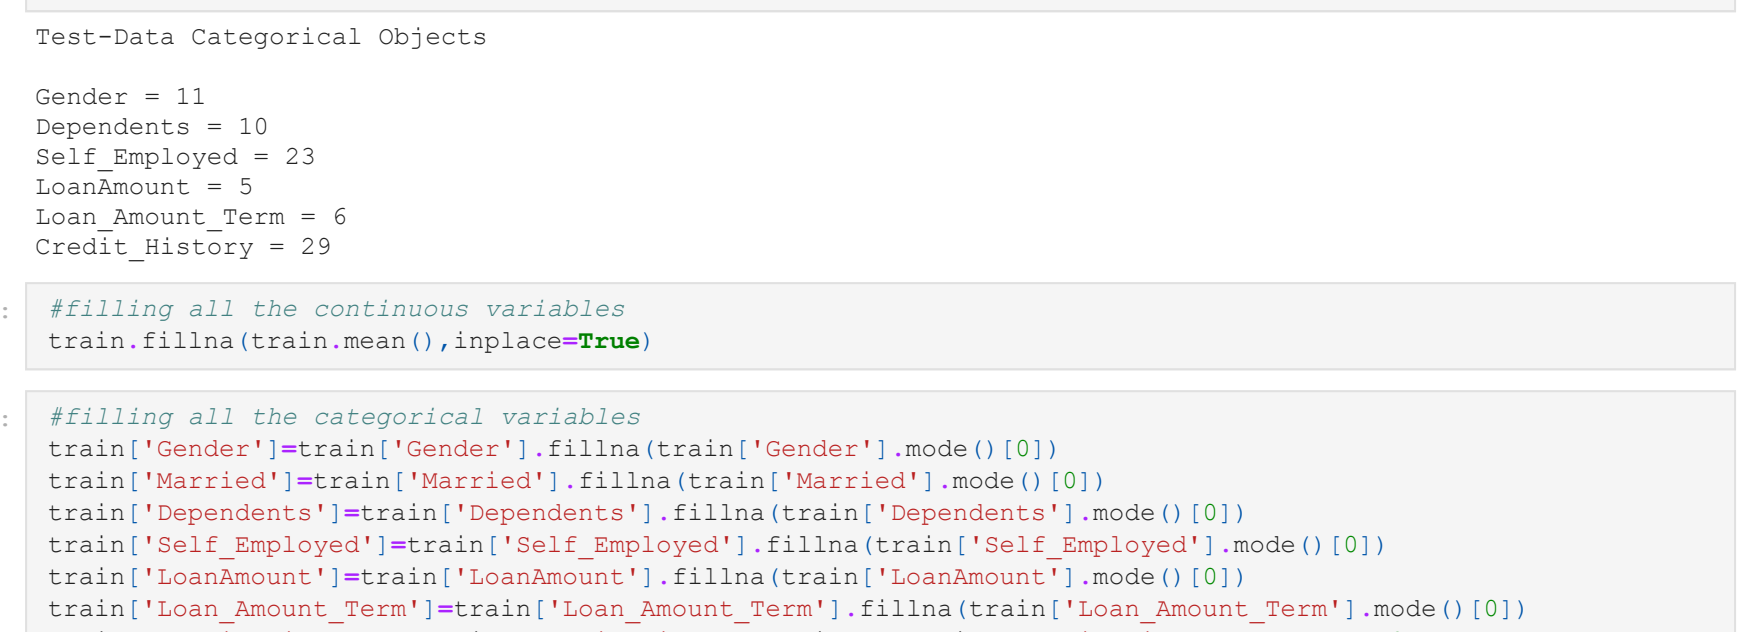 Test-Data Categorical Objects
Gender = 11
Dependents = 10
Self_Employed = 23
LoanAmount = 5
Loan_Amount_Term = 6
Credit_History = 29
: #filling all the continuous variables
train.fillna(train.mean(),inplace=True)
: #filling all the categorical variables
train['Gender']=train['Gender'].fillna(train['Gender'].mode()[0])
train['Married']=train['Married'].fillna(train['Married'].mode()[0])
train['Dependents']=train['Dependents'].fillna(train['Dependents'].mode()[0])
train['Self_Employed']=train['Self_Employed'].fillna(train['Self_Employed'].mode()[0])
train['LoanAmount']=train['LoanAmount'].fillna(train['LoanAmount'].mode()[0])
train['Loan_Amount_Term']=train['Loan_Amount_Term'].fillna(train['Loan_Amount_Term'].mode()[0])